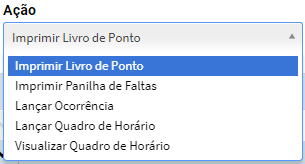 Ação
Imprimir Livro de Ponto
Imprimir Livro de Ponto
Imprimir Panilha de Faltas
Lançar Ocorrência
Lançar Quadro de Horário
Visualizar Quadro de Horário